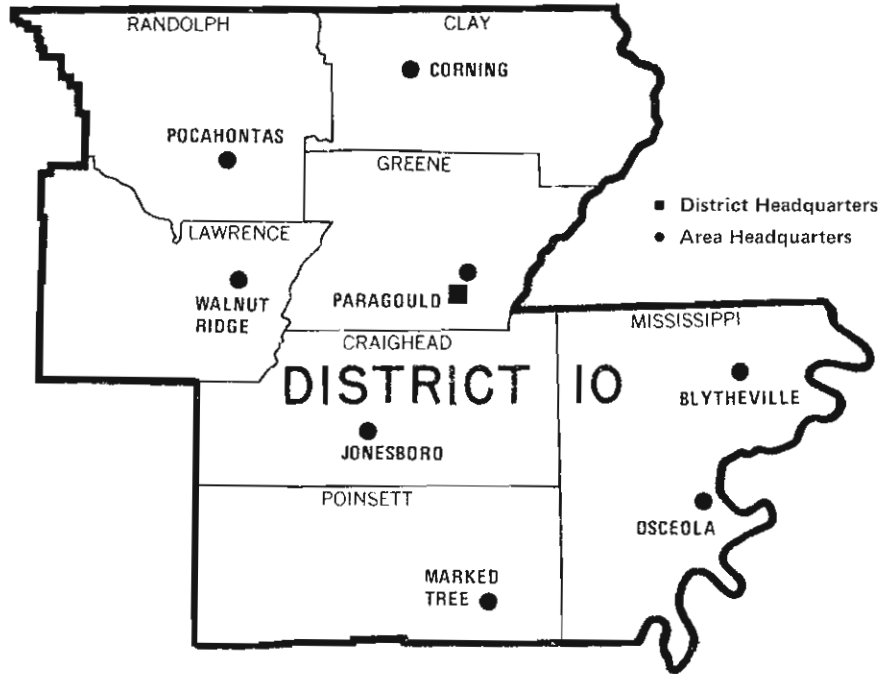 RANDOLPH
CLAY
CORNING
POCAHONTAS
GREENE
■ District Headquarters
● Area Headquarters
LAWRENCE
WALNUT
RIDGE
PARAGOULD
CRAIGHEAD
MISSISSIPPI
DISTRICT 10
BLYTHEVILLE
JONESBORO
POINSETT
OSCEOLA
MARKED
TREE